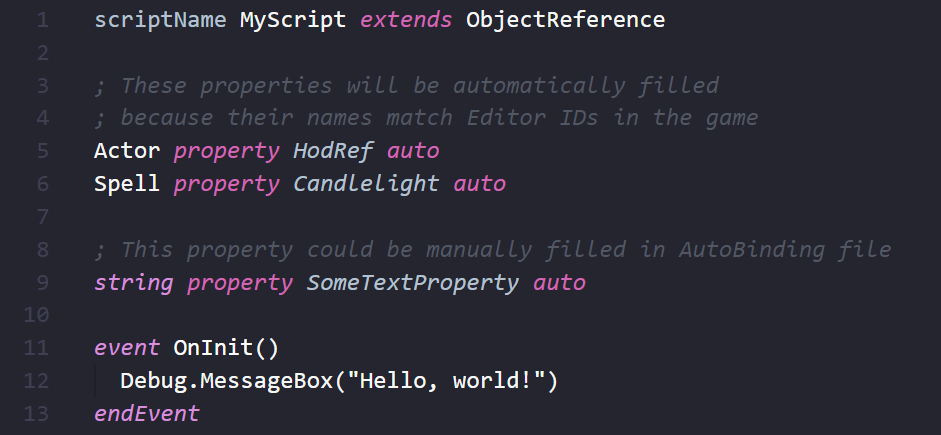 1 scriptName MyScript extends ObjectReference
2
3 ; These properties will be automatically filled
4 ; because their names match Editor IDs in the game
5 Actor property HodRef auto
6 Spell property Candlelight auto
7
8 ; This property could be manually filled in AutoBinding file
9 string property SomeTextProperty auto
10
11 event OnInit()
12 Debug.MessageBox("Hello, world!")
13 endEvent